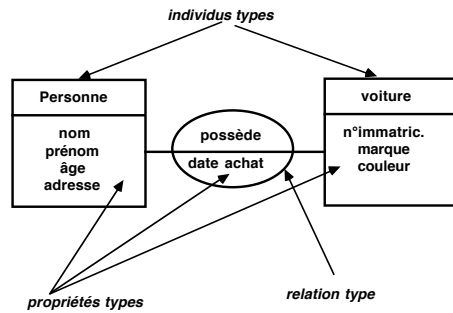 individus types
Personne
nom
prénom
âge
adresse
possède
date achat
voiture
n°immatric.
marque
couleur
propriétés types
relation type